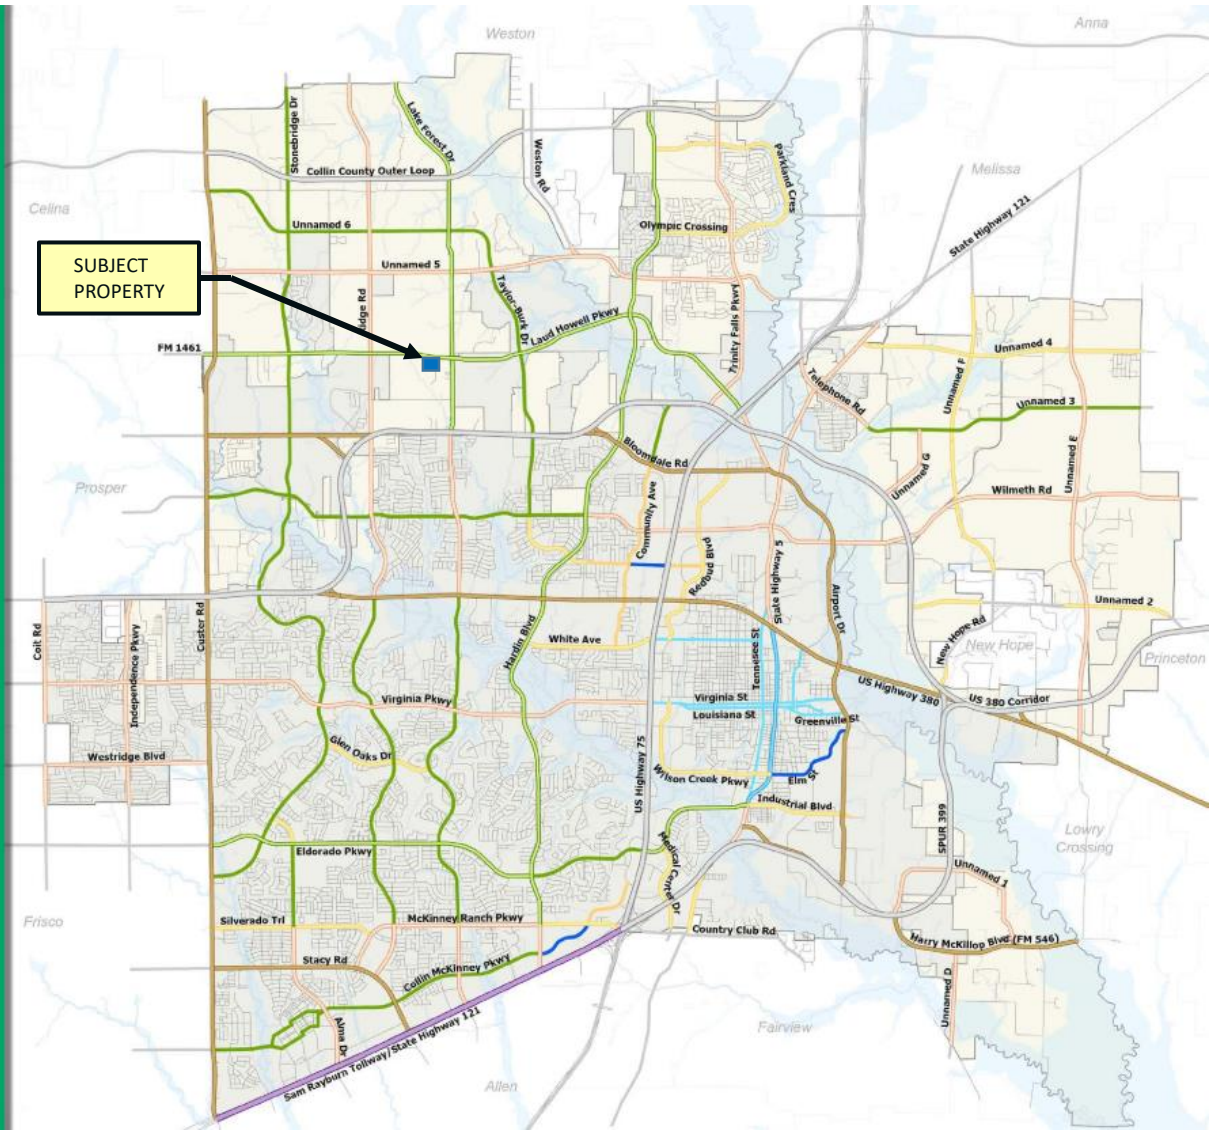 Weston
Anna
Stonebridge Dr
Lake Forest Dr
Weston Rd
Parkland Cres
Collin County Outer Loop
Melissa
Celina
State Highway 121
Unnamed 6
Olympic Crossing
SUBJECT
PROPERTY
Unnamed 5
Taylor-Burk Dr
Trinity Falls Pkwy
idge Rd
Laud Howell Pkwy
FM 1461
Unnamed 4
Unnamed F
Telephone Rd
Unnamed 3
Unnamed E
Bloomdale Rd
Unnamed G
Prosper
Wilmeth Rd
Community Ave
Redbud Blvd
State Highway 5
Airport Dr
Unnamed 2
Coit Rd
Independence Pkwy
Custer Rd
Hardin Blvd
White Ave
Tennesee St
New Hope Rd
New Hope
Princeton
US Highway 380
US 380 Corridor
Virginia Pkwy
Virginia St
Louisiana St
Greenville St
Westridge Blvd
Glen Oaks Dr
US Highway 75
Wilson Creek Pkwy
Elm St
Industrial Blvd
SPUR 399
Lowry
Crossing
Eldorado Pkwy
Medical Center Dr
Unnamed 1
Frisco
Silverado Trl
McKinney Ranch Pkwy
Country Club Rd
Harry McKillop Blvd (FM 546)
Stacy Rd
Collin McKinney Pkwy
Unnamed D
Alma Dr
Fairview
Sam Rayburn Tollway/State Highway 121
Allen